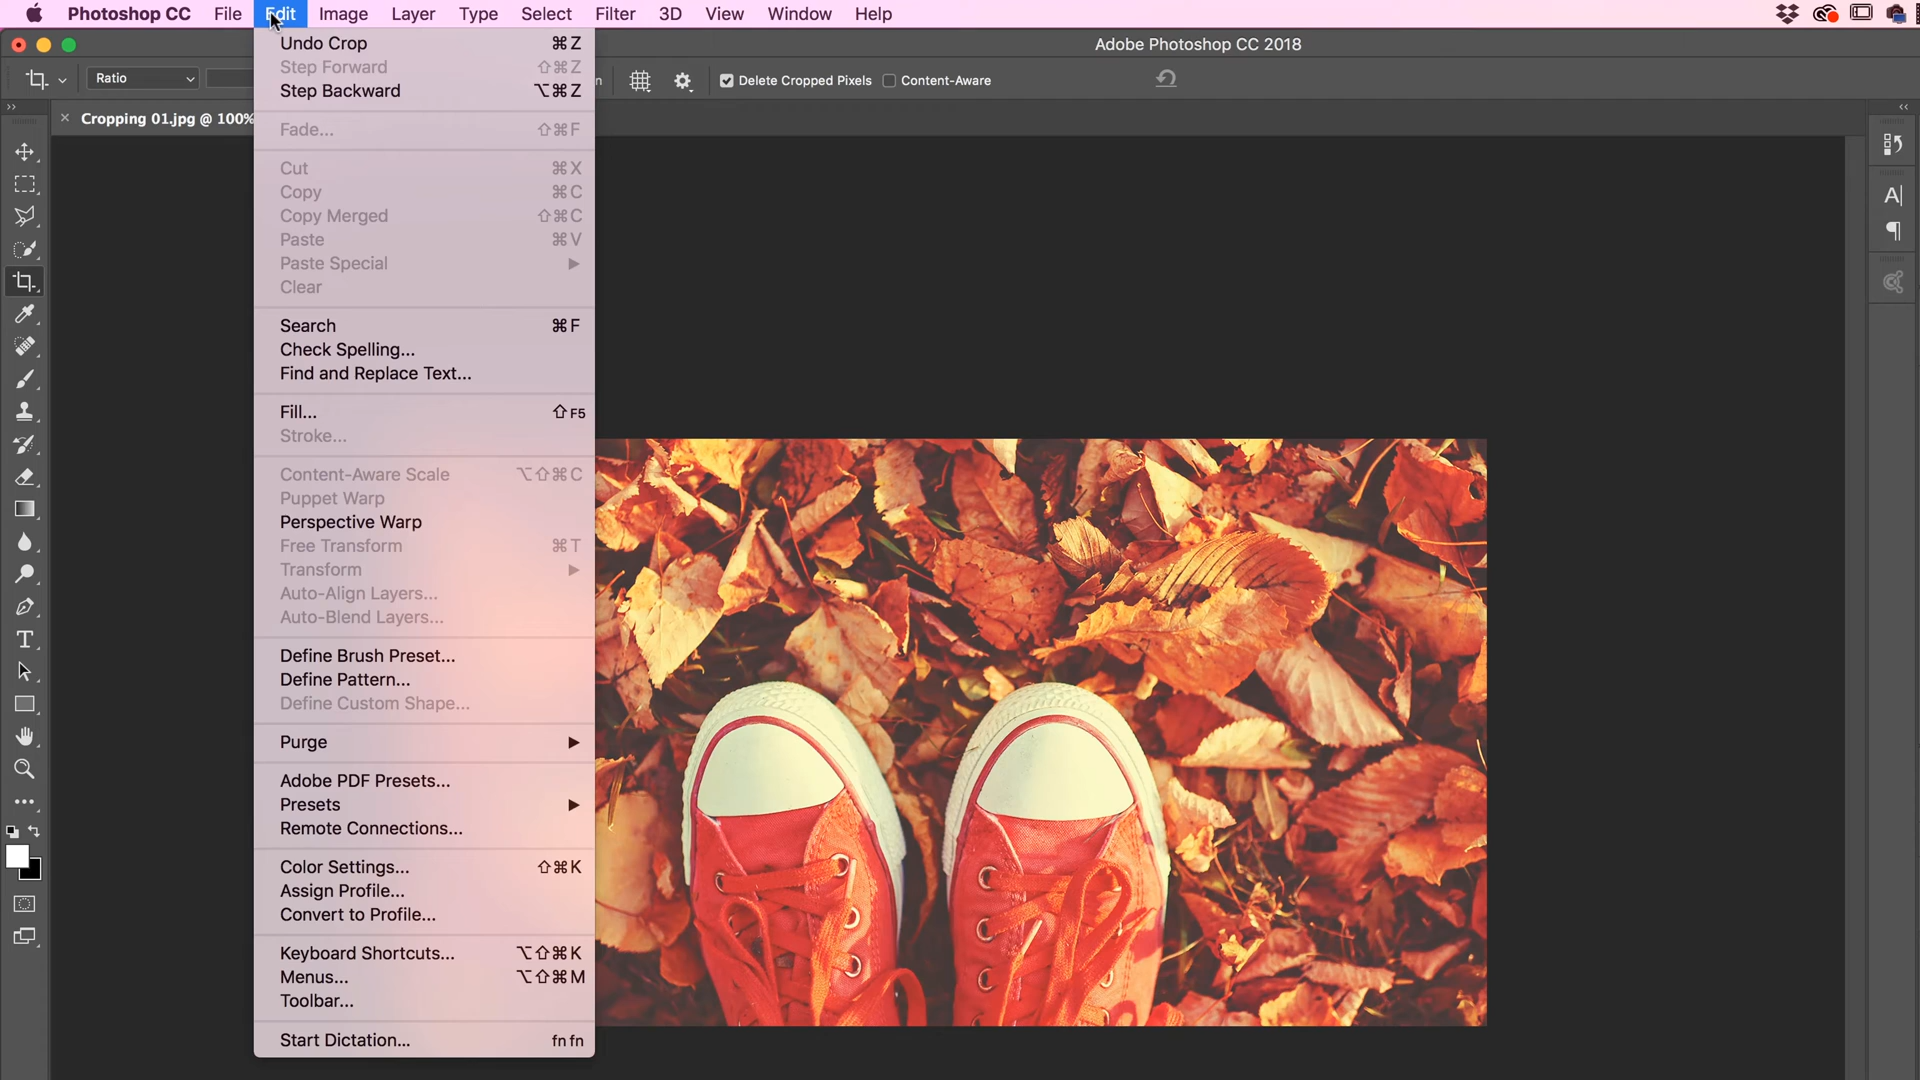 Photoshop CC File Edit Image Layer Type Select Filter 3D View Window Help
Adobe Photoshop CC 2018
Ratio
Delete Cropped Pixels
Content-Aware
Cropping 01.jpg @ 100%
Undo Crop ⌘Z
Step Forward ⇧⌘Z
Step Backward ⌥⌘Z
Fade... ⇧⌘F
Cut ⌘X
Copy ⌘C
Copy Merged ⇧⌘C
Paste ⌘V
Paste Special ▶
Clear
Search ⌘F
Check Spelling...
Find and Replace Text...
Fill... ⇧F5
Stroke...
Content-Aware Scale ⌥⇧⌘C
Puppet Warp
Perspective Warp
Free Transform ⌘T
Transform ▶
Auto-Align Layers...
Auto-Blend Layers...
Define Brush Preset...
Define Pattern...
Define Custom Shape...
Purge ▶
Adobe PDF Presets...
Presets ▶
Remote Connections...
Color Settings... ⇧⌘K
Assign Profile...
Convert to Profile...
Keyboard Shortcuts... ⌥⇧⌘K
Menus... ⌥⇧⌘M
Toolbar...
Start Dictation... fn fn